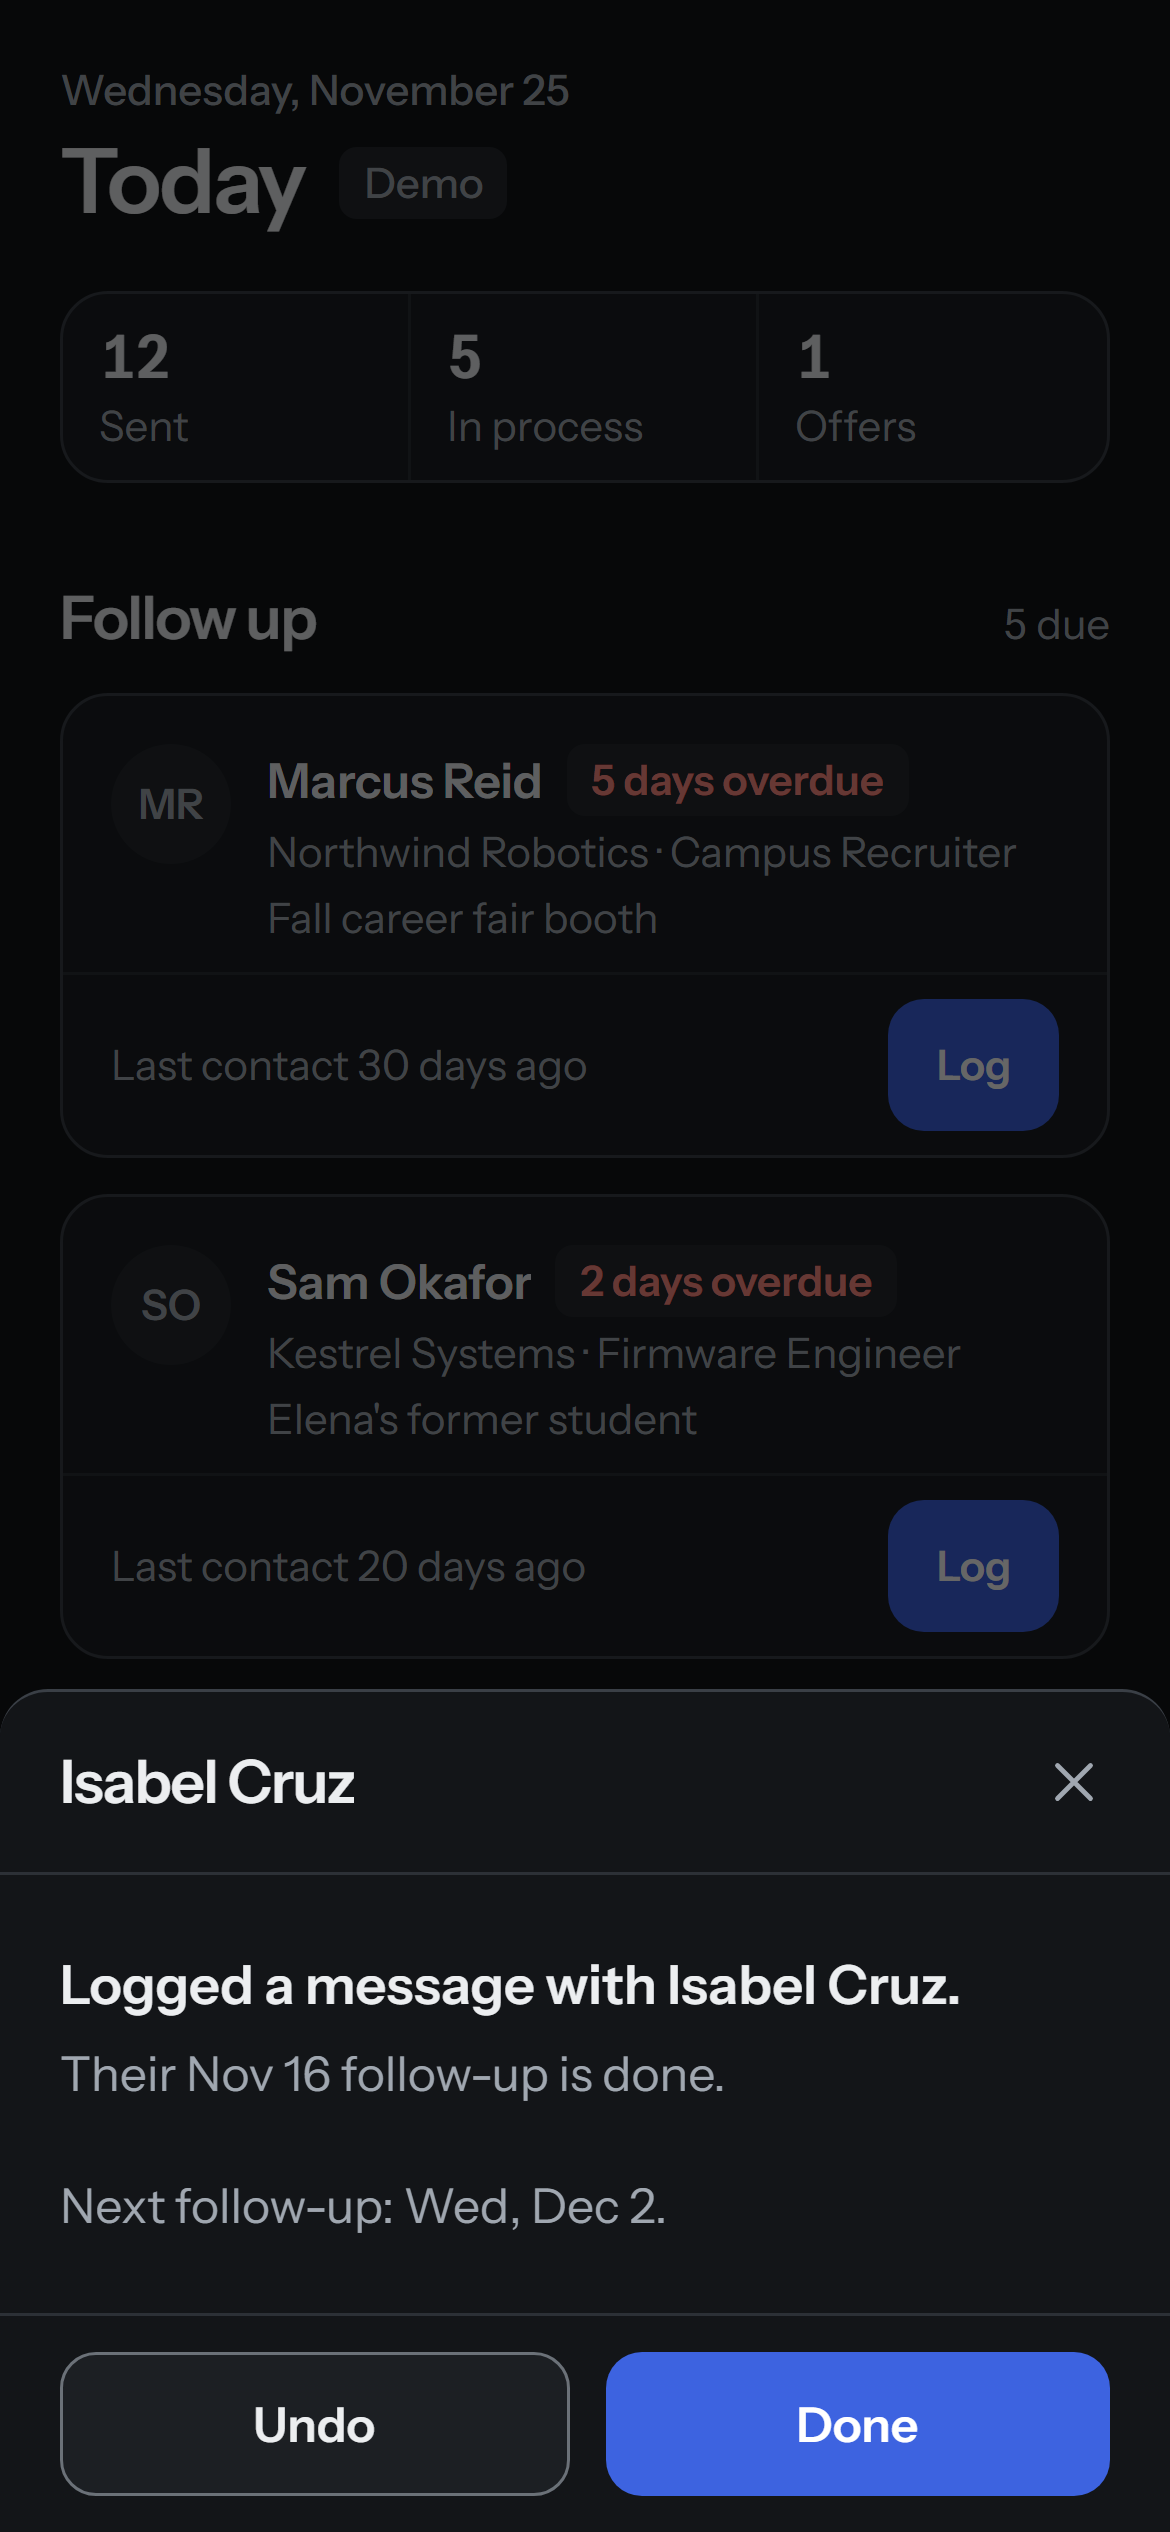 Wednesday, November 25
Today
Demo
12
Sent
5
In process
1
Offers
Follow up
5 due
MR
Marcus Reid
5 days overdue
Northwind Robotics · Campus Recruiter
Fall career fair booth
Last contact 30 days ago
Log
SO
Sam Okafor
2 days overdue
Kestrel Systems · Firmware Engineer
Elena's former student
Last contact 20 days ago
Log
Isabel Cruz
Logged a message with Isabel Cruz.
Their Nov 16 follow-up is done.
Next follow-up: Wed, Dec 2.
Undo
Done